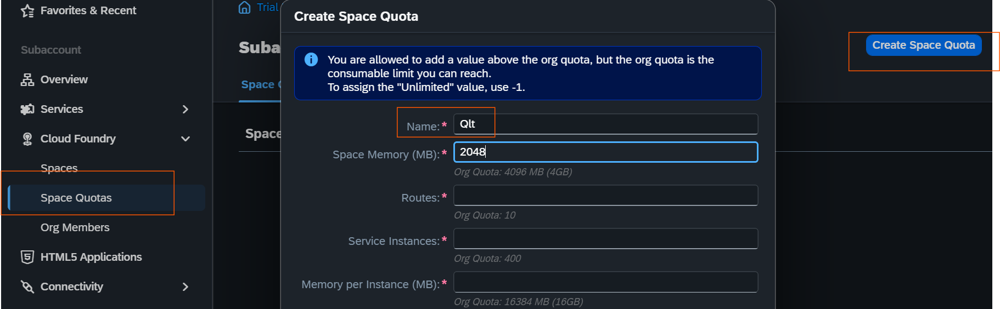 Favorites & Recent
Subaccount
Overview
Services
Cloud Foundry
Spaces
Space Quotas
Org Members
HTML5 Applications
Connectivity
Trial
Suba
Space
Space
Create Space Quota
Create Space Quota
You are allowed to add a value above the org quota, but the org quota is the
consumable limit you can reach.
To assign the "Unlimited" value, use -1.
Name:* Qlt
Space Memory (MB):* 2048
Org Quota: 4096 MB (4GB)
Routes:*
Org Quota: 10
Service Instances:*
Org Quota: 400
Memory per Instance (MB):*
Org Quota: 16384 MB (16GB)